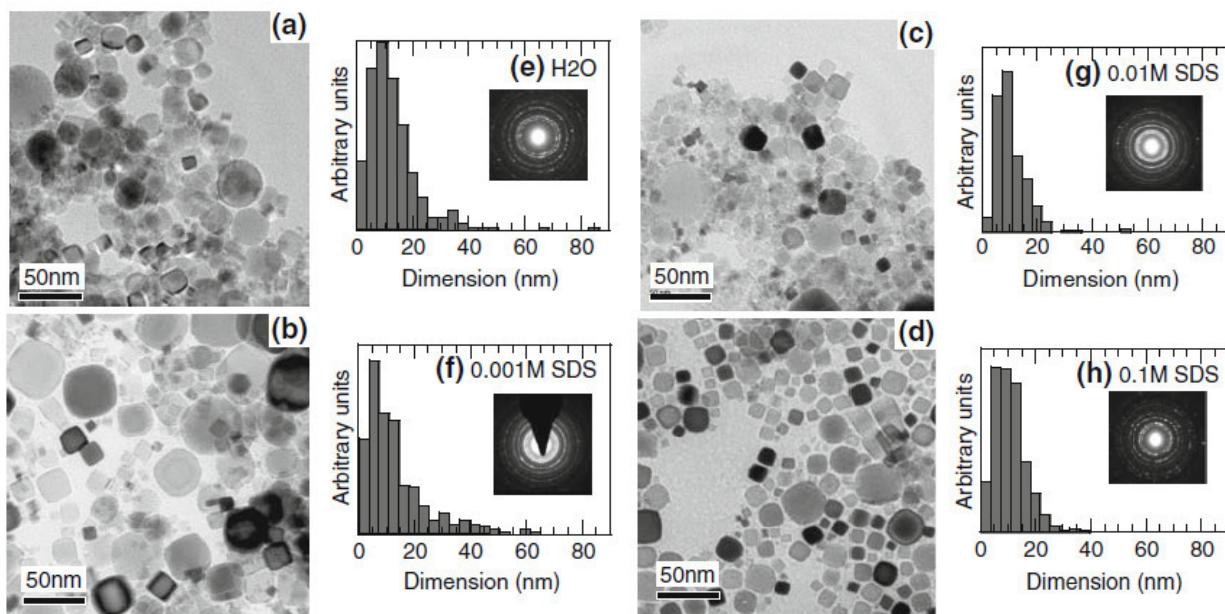 (a)
50nm
(e) H2O
Arbitrary units
0 20 40 60 80
Dimension (nm)
(c)
50nm
(g) 0.01M SDS
Arbitrary units
0 20 40 60 80
Dimension (nm)
(b)
50nm
(f) 0.001M SDS
Arbitrary units
0 20 40 60 80
Dimension (nm)
(d)
50nm
(h) 0.1M SDS
Arbitrary units
0 20 40 60 80
Dimension (nm)